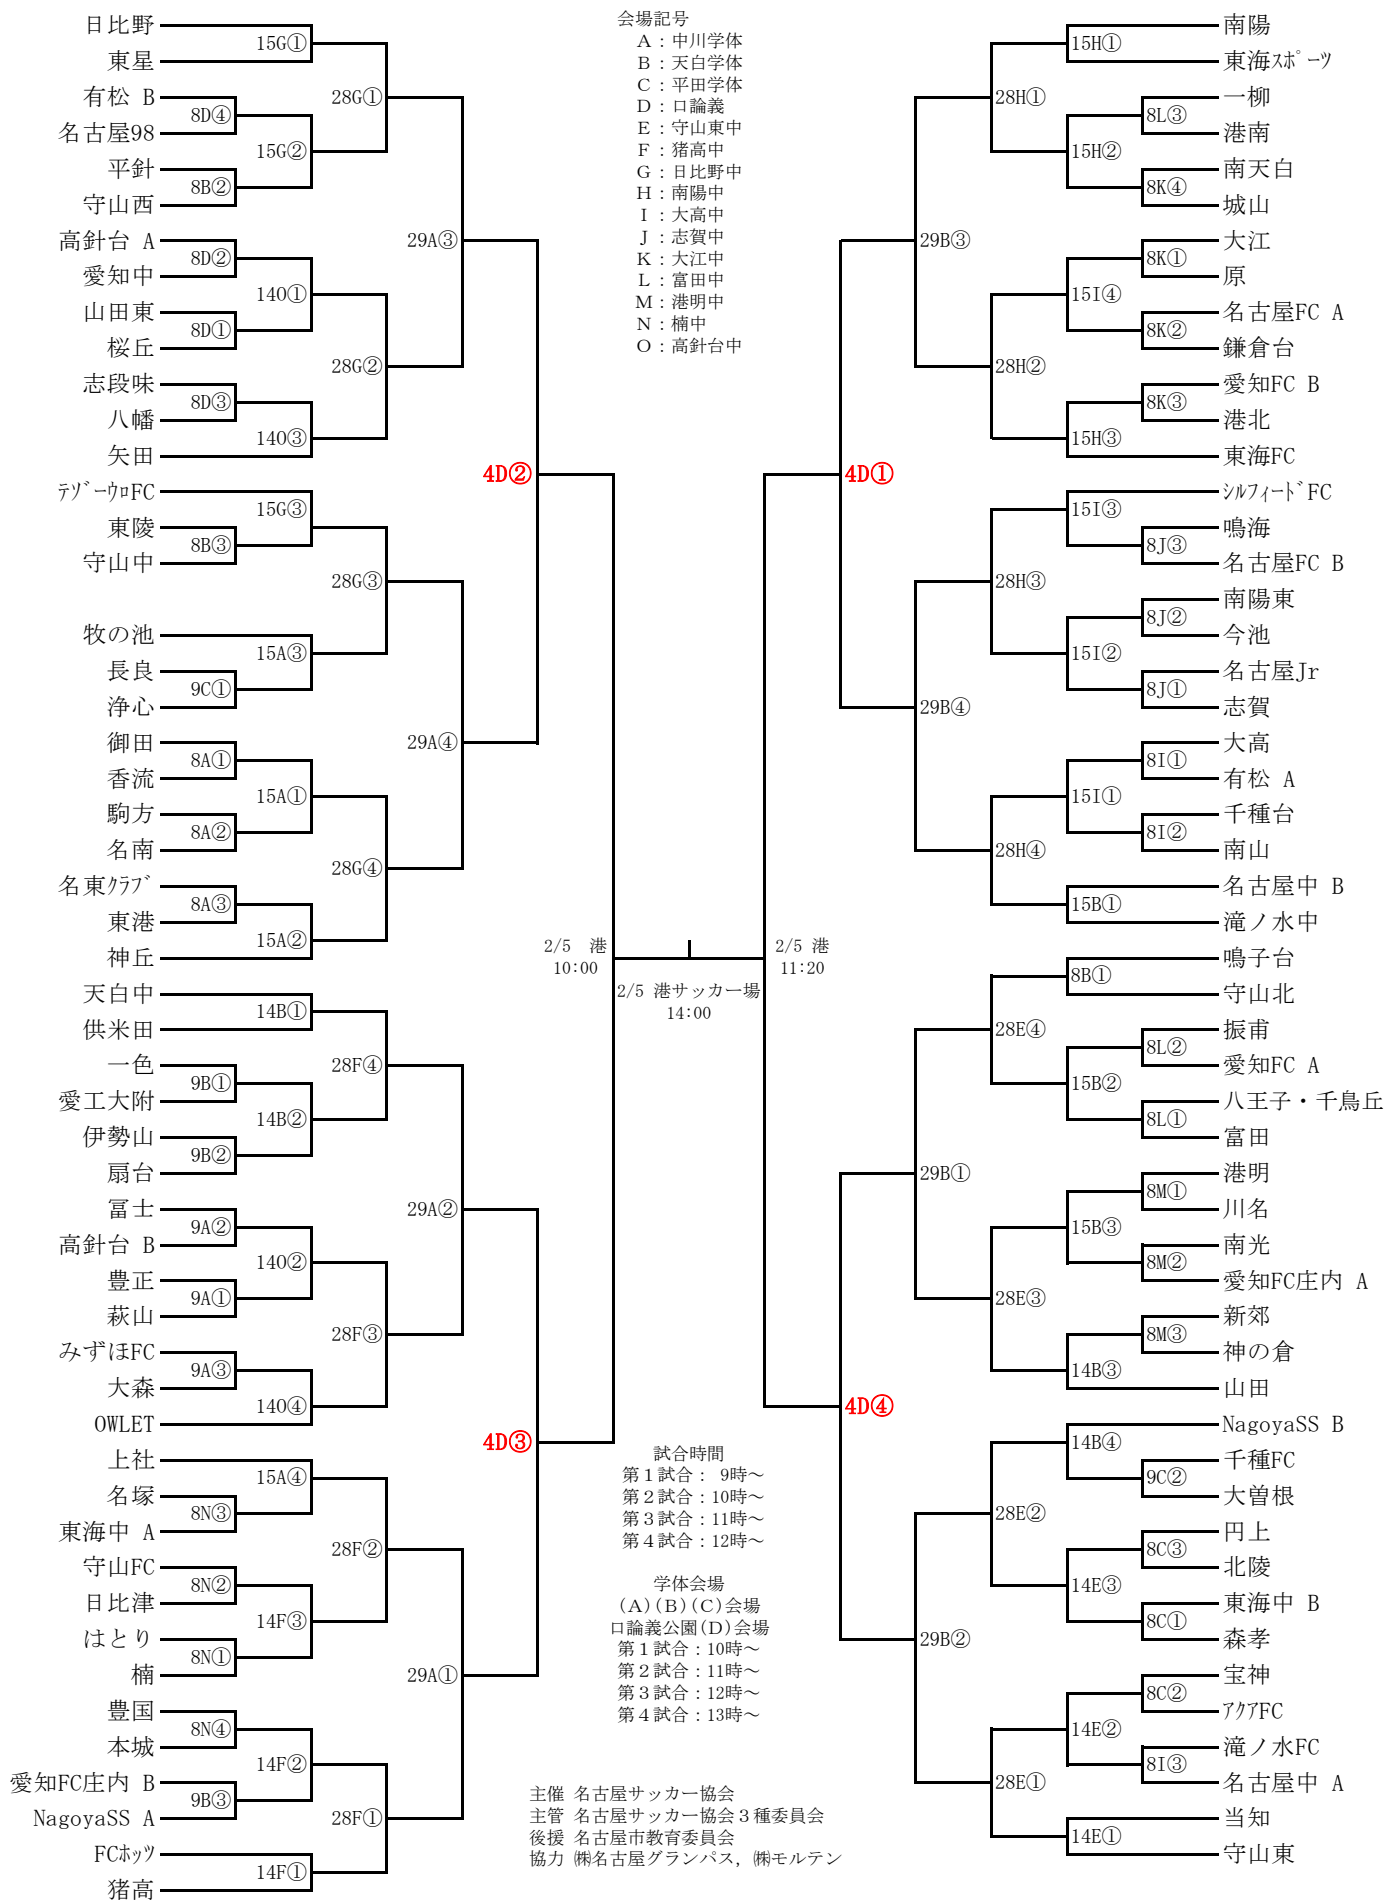 日比野
15G①
東星
有松 B
8D④
名古屋98
15G②
平針
8B②
守山西
28G①
高針台 A
8D②
愛知中
14O①
山田東
8D①
桜丘
28G②
志段味
8D③
八幡
14O③
矢田
29A③
4D②
テゾーウロFC
15G③
東陵
8B③
守山中
28G③
牧の池
15A③
長良
9C①
浄心
29A④
御田
8A①
香流
15A①
駒方
8A②
名南
28G④
名東クラブ
8A③
東港
15A②
神丘
天白中
14B①
供米田
28F④
一色
9B①
愛工大附
14B②
伊勢山
9B②
扇台
29A②
冨士
9A②
高針台 B
14O②
豊正
9A①
萩山
28F③
みずほFC
9A③
大森
14O④
OWLET
4D③
上社
15A④
名塚
8N③
東海中 A
28F②
守山FC
8N②
日比津
14F③
はとり
8N①
楠
29A①
豊国
8N④
本城
14F②
愛知FC庄内 B
9B③
NagoyaSS A
28F①
FCホッツ
14F①
猪高
会場記号
A：中川学体
B：天白学体
C：平田学体
D：口論義
E：守山東中
F：猪高中
G：日比野中
H：南陽中
I：大高中
J：志賀中
K：大江中
L：富田中
M：港明中
N：楠中
O：高針台中
2/5 港
10:00
2/5 港サッカー場
14:00
2/5 港
11:20
試合時間
第１試合： 9時～
第２試合：10時～
第３試合：11時～
第４試合：12時～
学体会場
(A)(B)(C)会場
口論義公園(D)会場
第１試合：10時～
第２試合：11時～
第３試合：12時～
第４試合：13時～
主催 名古屋サッカー協会
主管 名古屋サッカー協会３種委員会
後援 名古屋市教育委員会
協力 ㈱名古屋グランパス，㈱モルテン
南陽
15H①
東海スポーツ
28H①
一柳
8L③
港南
15H②
南天白
8K④
城山
29B③
大江
8K①
原
15I④
名古屋FC A
8K②
鎌倉台
28H②
愛知FC B
8K③
港北
15H③
東海FC
4D①
シルフィードFC
15I③
鳴海
8J③
名古屋FC B
28H③
南陽東
8J②
今池
15I②
名古屋Jr
8J①
志賀
29B④
大高
8I①
有松 A
15I①
千種台
8I②
南山
28H④
名古屋中 B
15B①
滝ノ水中
鳴子台
8B①
守山北
28E④
振甫
8L②
愛知FC A
15B②
八王子・千鳥丘
8L①
富田
29B①
港明
8M①
川名
15B③
南光
8M②
愛知FC庄内 A
28E③
新郊
8M③
神の倉
14B③
山田
4D④
NagoyaSS B
14B④
千種FC
9C②
大曽根
28E②
円上
8C③
北陵
14E③
東海中 B
8C①
森孝
29B②
宝神
8C②
アクアFC
14E②
滝ノ水FC
8I③
名古屋中 A
28E①
当知
14E①
守山東